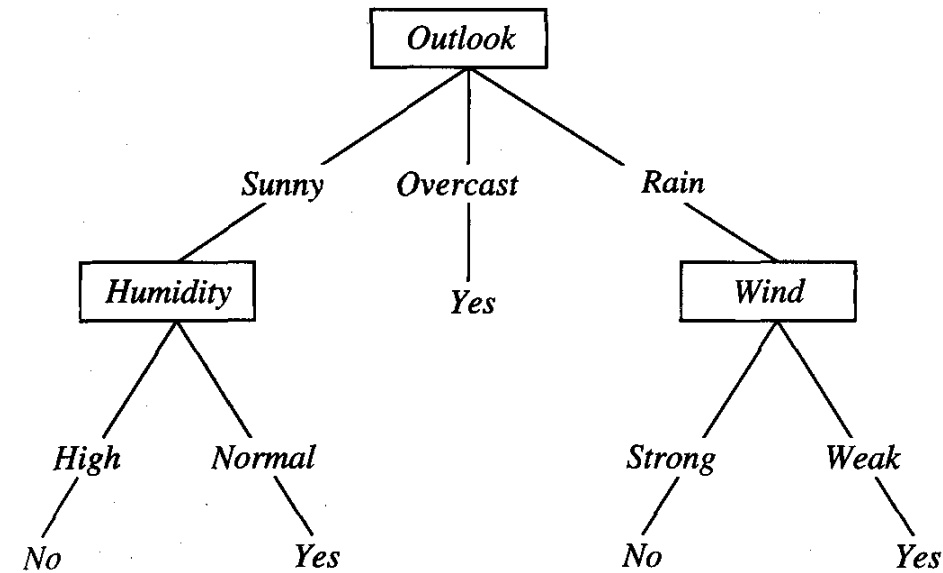 Outlook
Sunny Overcast Rain
Humidity Yes Wind
High Normal Strong Weak
No Yes No Yes